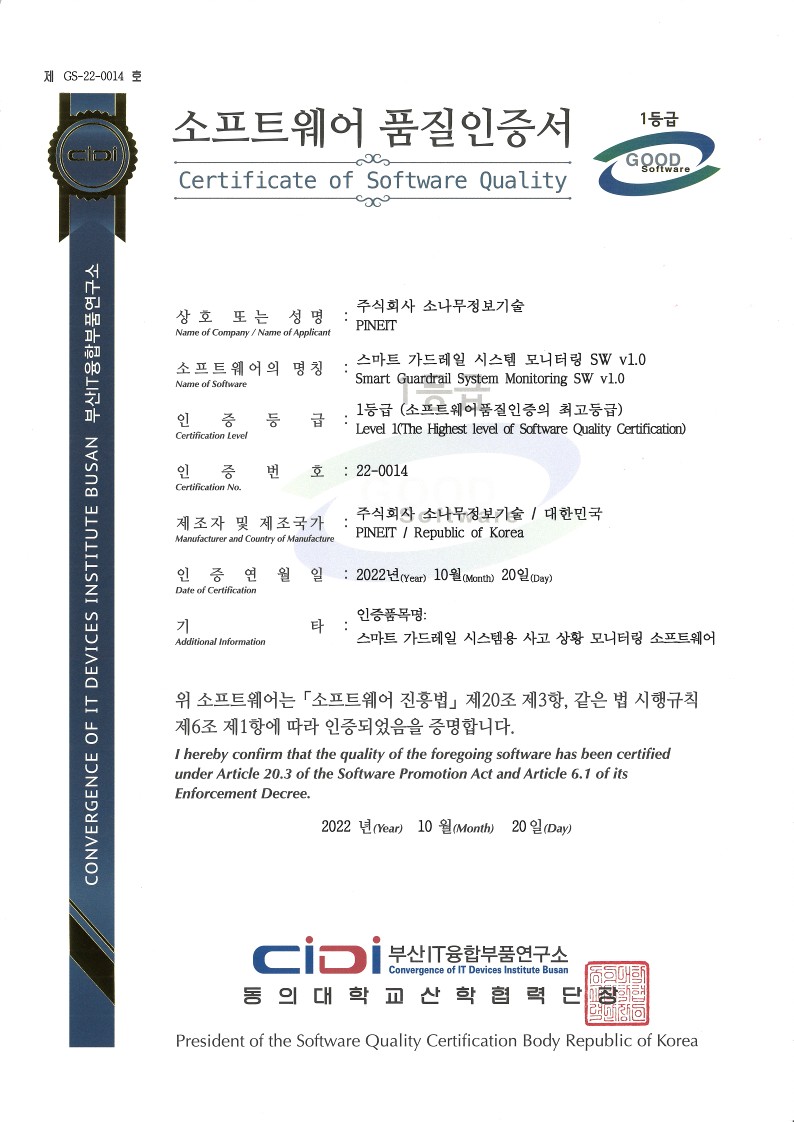 제 GS-22-0014 호
CIDI
소프트웨어 품질인증서
Certificate of Software Quality
1등급
GOOD
Software
부산IT융합부품연구소
CONVERGENCE OF IT DEVICES INSTITUTE BUSAN
상호 또는 성명 : 주식회사 소나무정보기술
Name of Company / Name of Applicant PINEIT
소프트웨어의 명칭 : 스마트 가드레일 시스템 모니터링 SW v1.0
Name of Software Smart Guardrail System Monitoring SW v1.0
1등급
인증등급 : 1등급 (소프트웨어품질인증의 최고등급)
Certification Level Level 1(The Highest level of Software Quality Certification)
인증번호 : 22-0014
Certification No.
GOOD
Software
제조자 및 제조국가 : 주식회사 소나무정보기술 / 대한민국
Manufacturer and Country of Manufacture PINEIT / Republic of Korea
인증연월일 : 2022년(Year) 10월(Month) 20일(Day)
Date of Certification
기타 : 인증품목명:
Additional Information 스마트 가드레일 시스템용 사고 상황 모니터링 소프트웨어
위 소프트웨어는 「소프트웨어 진흥법」 제20조 제3항, 같은 법 시행규칙
제6조 제1항에 따라 인증되었음을 증명합니다.
I hereby confirm that the quality of the foregoing software has been certified
under Article 20.3 of the Software Promotion Act and Article 6.1 of its
Enforcement Decree.
2022 년(Year) 10 월(Month) 20 일(Day)
CIDI 부산IT융합부품연구소
Convergence of IT Devices Institute Busan
동의대학교산학협력단장
President of the Software Quality Certification Body Republic of Korea